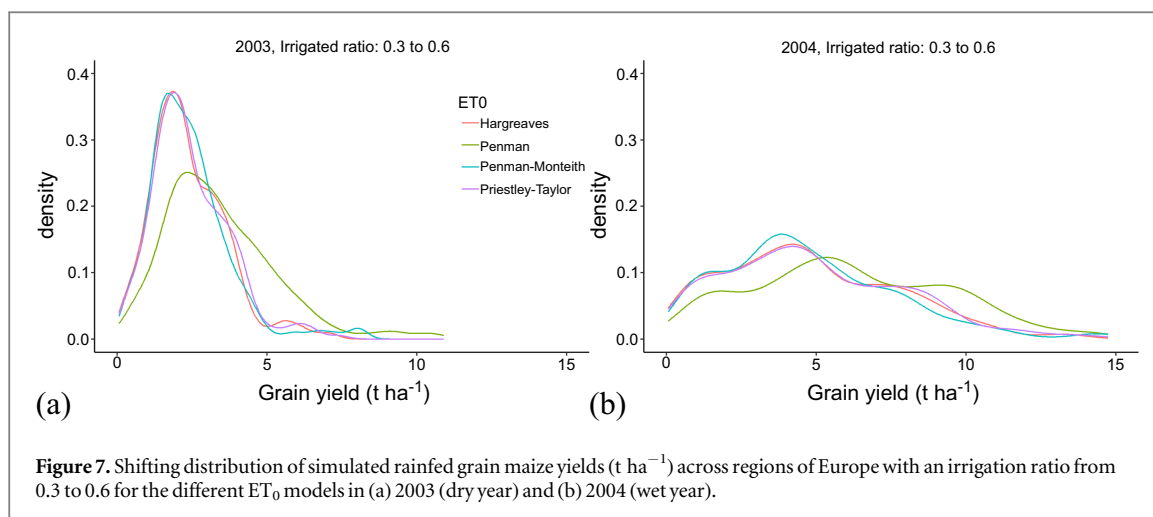 2003, Irrigated ratio: 0.3 to 0.6
0.4
0.3
0.2
0.1
0.0
density
ET0
Hargreaves
Penman
Penman-Monteith
Priestley-Taylor
0 5 10 15
Grain yield (t ha⁻¹)
(a)
2004, Irrigated ratio: 0.3 to 0.6
0.4
0.3
0.2
0.1
0.0
density
0 5 10 15
Grain yield (t ha⁻¹)
(b)
Figure 7. Shifting distribution of simulated rainfed grain maize yields (t ha⁻¹) across regions of Europe with an irrigation ratio from
0.3 to 0.6 for the different ET₀ models in (a) 2003 (dry year) and (b) 2004 (wet year).